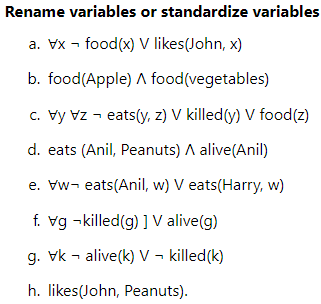 Rename variables or standardize variables
a. ∀x ¬ food(x) V likes(John, x)
b. food(Apple) Λ food(vegetables)
c. ∀y ∀z ¬ eats(y, z) V killed(y) V food(z)
d. eats (Anil, Peanuts) Λ alive(Anil)
e. ∀w¬ eats(Anil, w) V eats(Harry, w)
f. ∀g ¬killed(g) ] V alive(g)
g. ∀k ¬ alive(k) V ¬ killed(k)
h. likes(John, Peanuts).